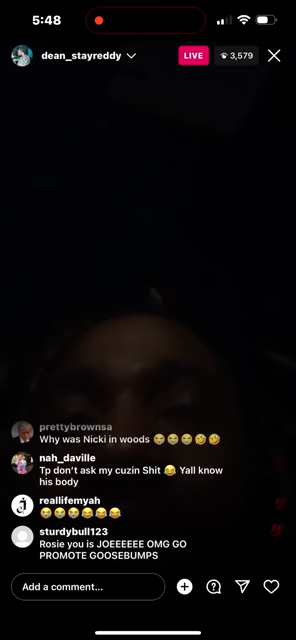 5:48
dean_stayreddy
LIVE
3,579
prettybrownsa
Why was Nicki in woods 😭😭😭🤣🤣
nah_daville
Tp don't ask my cuzin Shit 😂 Yall know
his body
reallifemyah
😭😭😭😂😂😂
sturdybull123
Rosie you is JOEEEEEE OMG GO
PROMOTE GOOSEBUMPS
Add a comment...